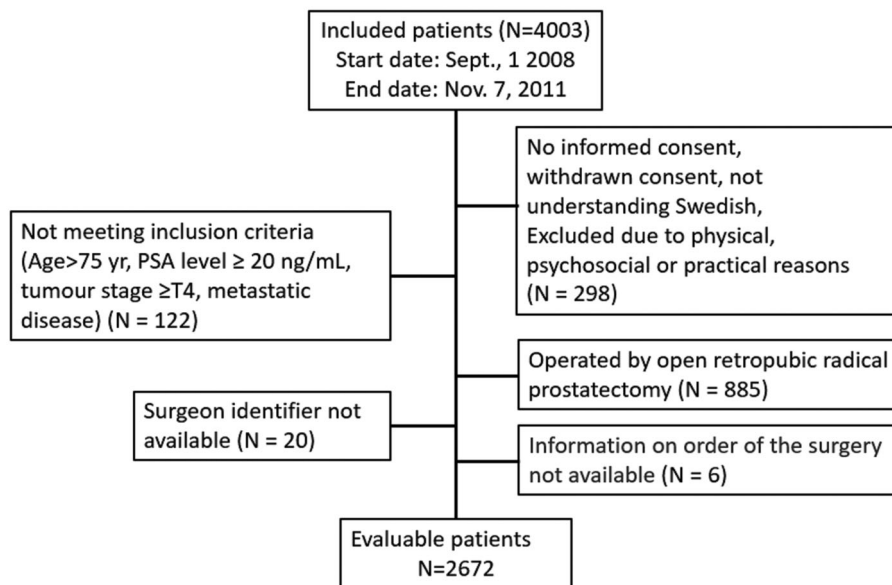 Included patients (N=4003)
Start date: Sept., 1 2008
End date: Nov. 7, 2011
No informed consent,
withdrawn consent, not
understanding Swedish,
Excluded due to physical,
psychosocial or practical reasons
(N = 298)
Not meeting inclusion criteria
(Age>75 yr, PSA level ≥ 20 ng/mL,
tumour stage ≥T4, metastatic
disease) (N = 122)
Operated by open retropubic radical
prostatectomy (N = 885)
Surgeon identifier not
available (N = 20)
Information on order of the surgery
not available (N = 6)
Evaluable patients
N=2672